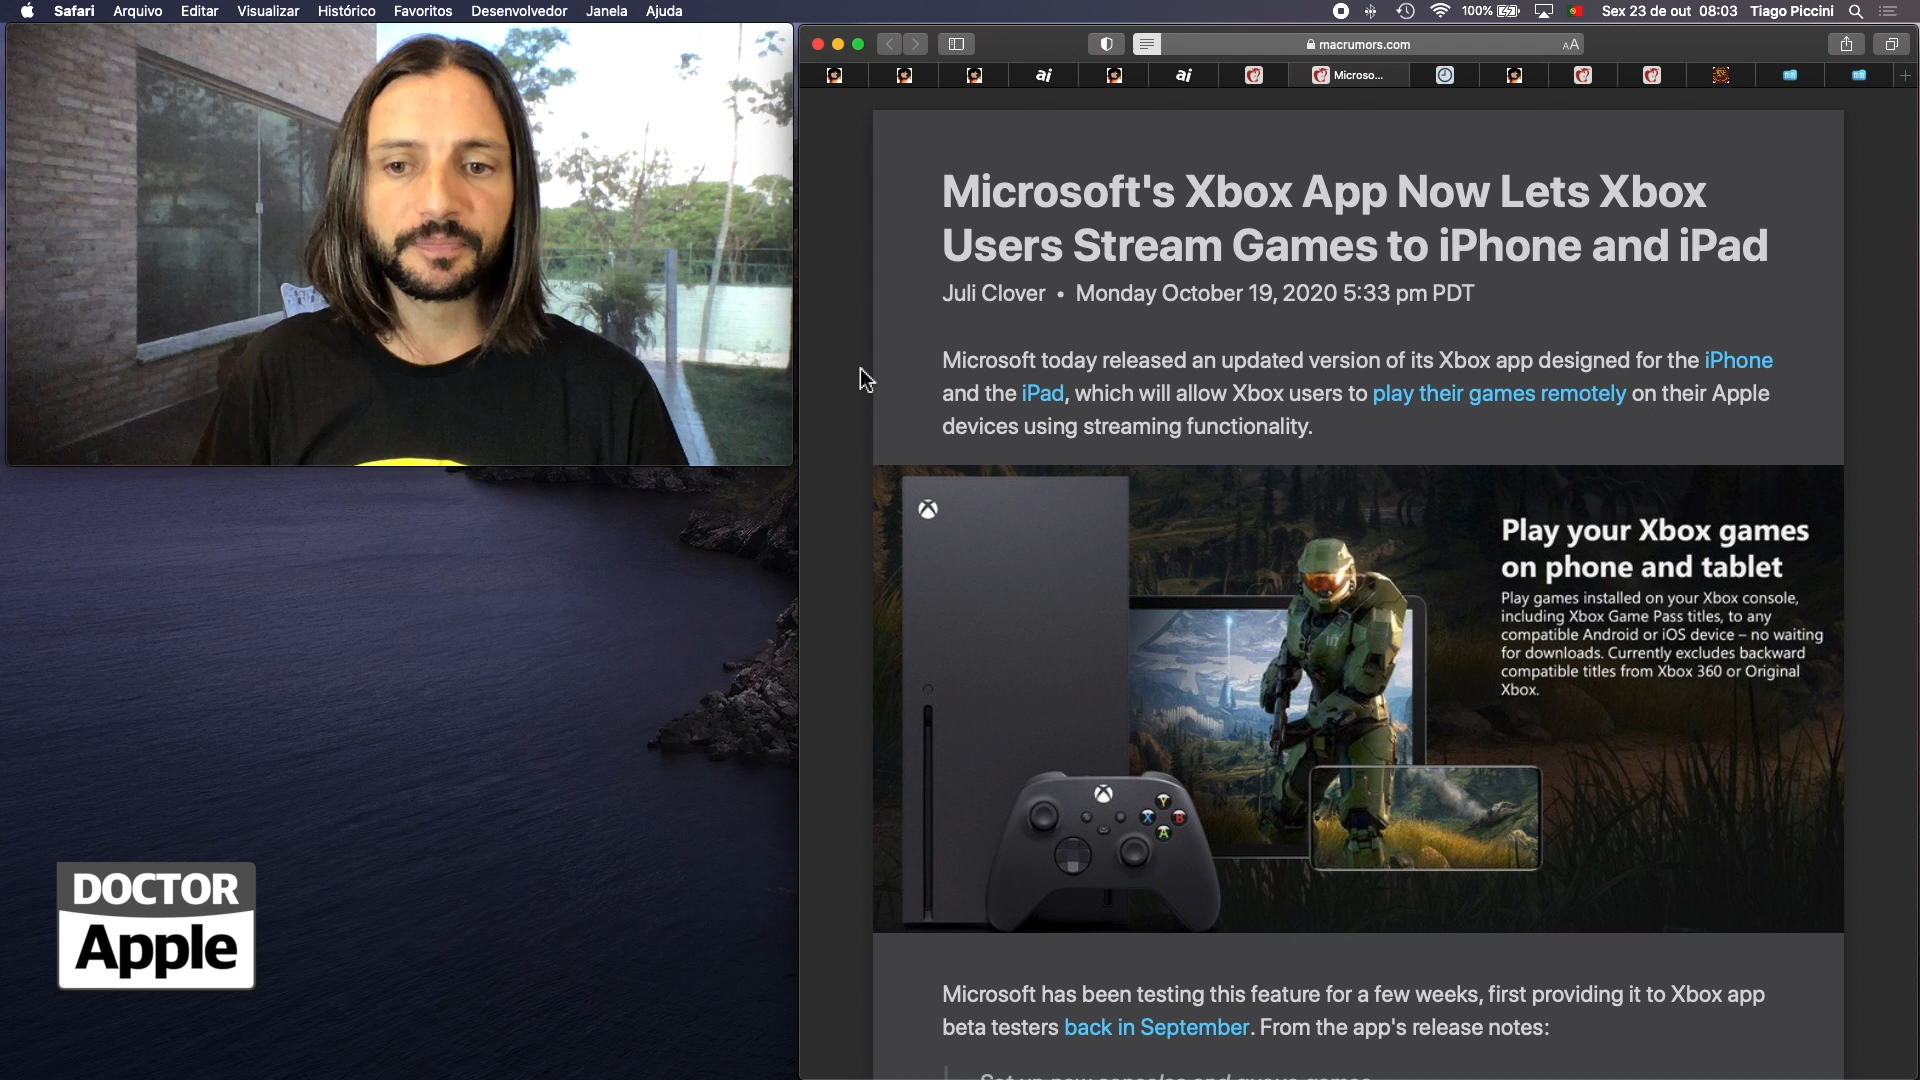 Safari Arquivo Editar Visualizar Histórico Favoritos Desenvolvedor Janela Ajuda
100% Sex 23 de out 08:03 Tiago Piccini
macrumors.com
AA
ai
ai
Microso...
Microsoft's Xbox App Now Lets Xbox
Users Stream Games to iPhone and iPad
Juli Clover • Monday October 19, 2020 5:33 pm PDT
Microsoft today released an updated version of its Xbox app designed for the iPhone
and the iPad, which will allow Xbox users to play their games remotely on their Apple
devices using streaming functionality.
Play your Xbox games
on phone and tablet
Play games installed on your Xbox console,
including Xbox Game Pass titles, to any
compatible Android or iOS device – no waiting
for downloads. Currently excludes backward
compatible titles from Xbox 360 or Original
Xbox.
Y
X B
A
Microsoft has been testing this feature for a few weeks, first providing it to Xbox app
beta testers back in September. From the app's release notes:
DOCTOR
Apple